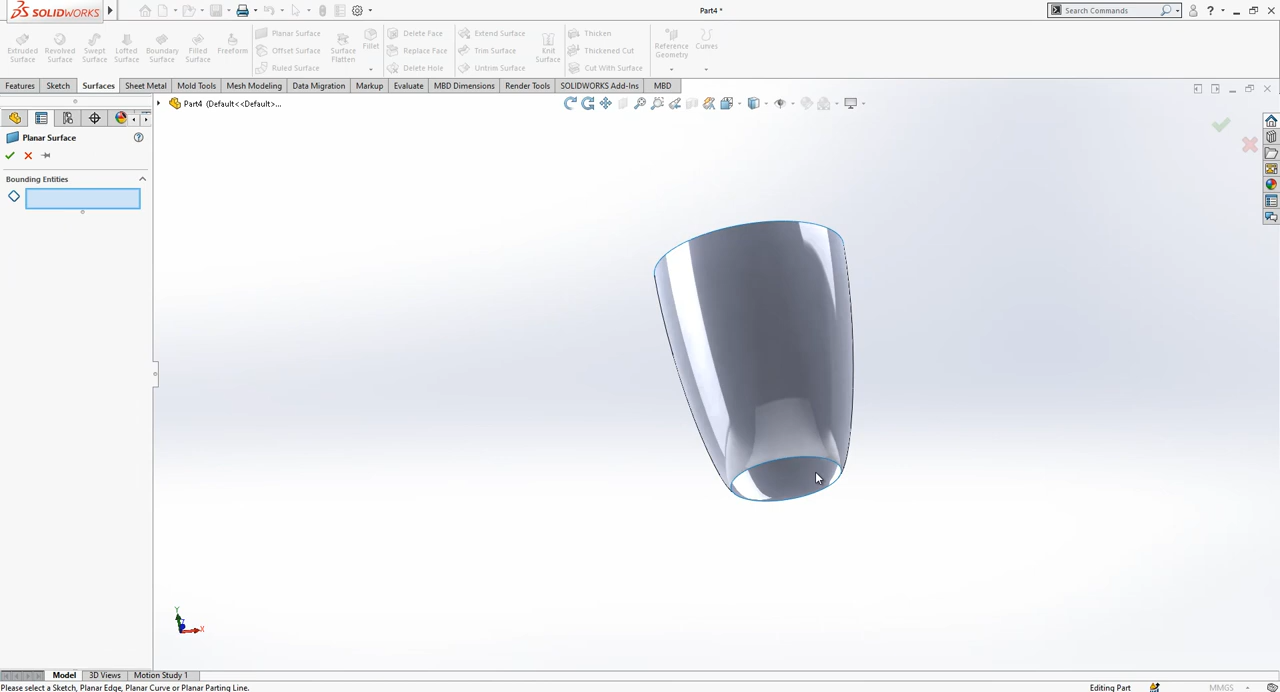 SOLIDWORKS
Part4 *
Search Commands
Extruded Surface
Revolved Surface
Swept Surface
Lofted Surface
Boundary Surface
Filled Surface
Freeform
Planar Surface
Offset Surface
Ruled Surface
Surface Flatten
Fillet
Delete Face
Replace Face
Delete Hole
Extend Surface
Trim Surface
Untrim Surface
Knit Surface
Thicken
Thickened Cut
Cut With Surface
Reference Geometry
Curves
Features
Sketch
Surfaces
Sheet Metal
Mold Tools
Mesh Modeling
Data Migration
Markup
Evaluate
MBD Dimensions
Render Tools
SOLIDWORKS Add-Ins
MBD
Part4 (Default<<Default>...
Planar Surface
Bounding Entities
Y
X
Model
3D Views
Motion Study 1
Please select a Sketch, Planar Edge, Planar Curve or Planar Parting Line.
Editing Part
MMGS